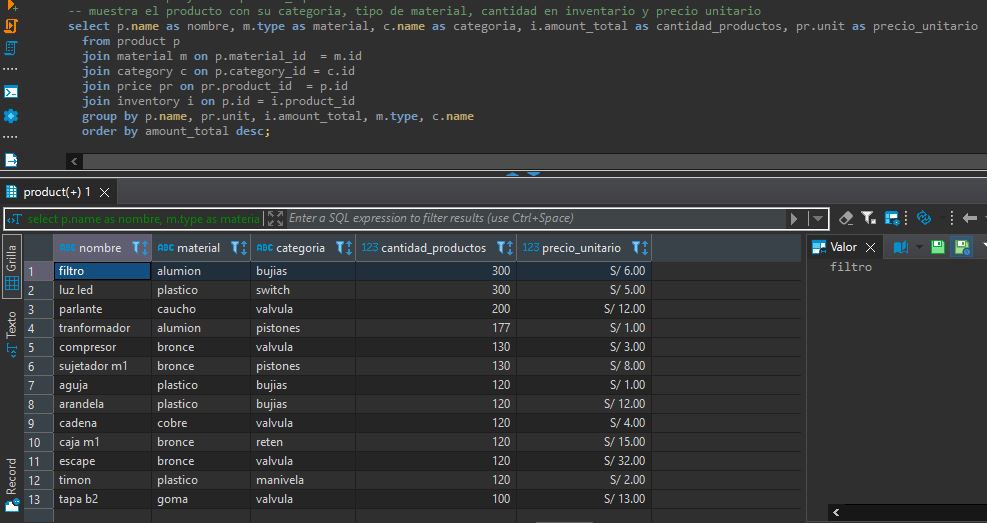 -- muestra el producto con su categoria, tipo de material, cantidad en inventario y precio unitario
select p.name as nombre, m.type as material, c.name as categoria, i.amount_total as cantidad_productos, pr.unit as precio_unitario
from product p
join material m on p.material_id = m.id
join category c on p.category_id = c.id
join price pr on pr.product_id = p.id
join inventory i on p.id = i.product_id
group by p.name, pr.unit, i.amount_total, m.type, c.name
order by amount_total desc;
product(+) 1
select p.name as nombre, m.type as materia Enter a SQL expression to filter results (use Ctrl+Space)
Grilla
Texto
Record
ABC nombre ABC material ABC categoria 123 cantidad_productos 123 precio_unitario
1 filtro alumion bujias 300 S/ 6.00
2 luz led plastico switch 300 S/ 5.00
3 parlante caucho valvula 200 S/ 12.00
4 tranformador alumion pistones 177 S/ 1.00
5 compresor bronce valvula 130 S/ 3.00
6 sujetador m1 bronce pistones 130 S/ 8.00
7 aguja plastico bujias 120 S/ 1.00
8 arandela plastico bujias 120 S/ 12.00
9 cadena cobre valvula 120 S/ 4.00
10 caja m1 bronce reten 120 S/ 15.00
11 escape bronce valvula 120 S/ 32.00
12 timon plastico manivela 120 S/ 2.00
13 tapa b2 goma valvula 100 S/ 13.00
Valor
filtro